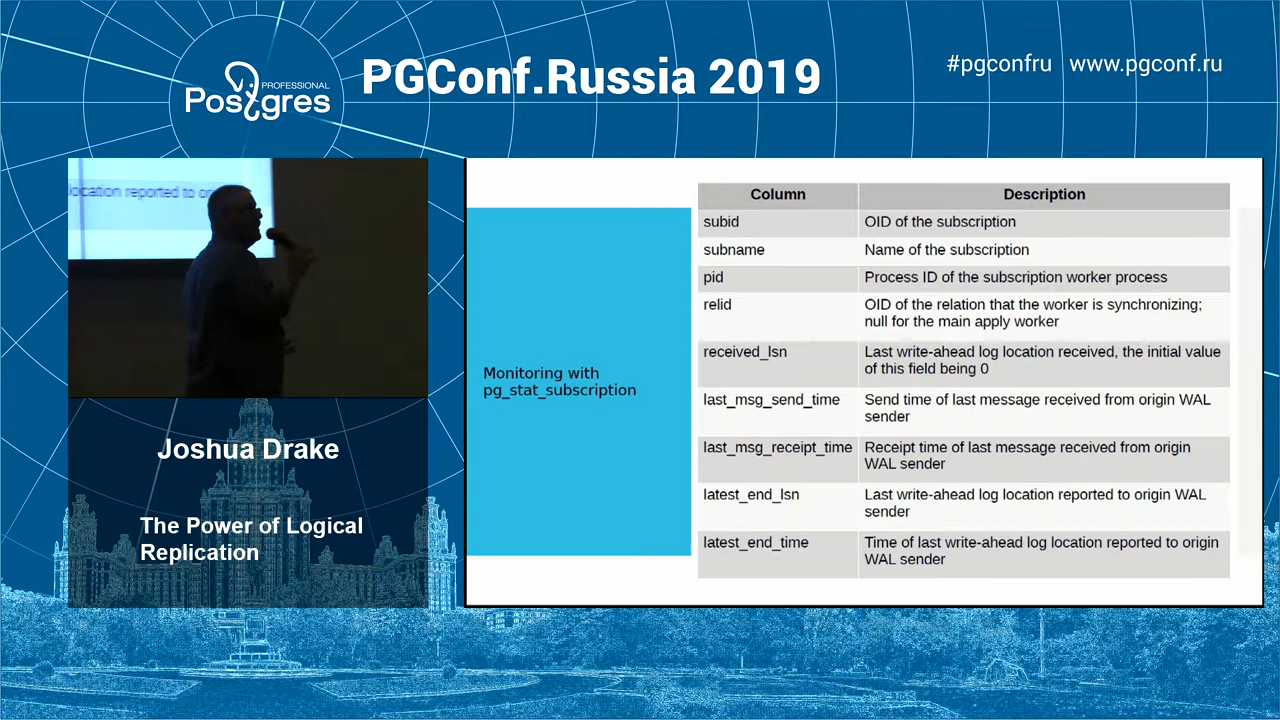 PROFESSIONAL
Postgres
PGConf.Russia 2019
#pgconfru www.pgconf.ru
location reported to or
Joshua Drake
The Power of Logical
Replication
Monitoring with
pg_stat_subscription
Column Description
subid OID of the subscription
subname Name of the subscription
pid Process ID of the subscription worker process
relid OID of the relation that the worker is synchronizing;
null for the main apply worker
received_lsn Last write-ahead log location received, the initial value
of this field being 0
last_msg_send_time Send time of last message received from origin WAL
sender
last_msg_receipt_time Receipt time of last message received from origin
WAL sender
latest_end_lsn Last write-ahead log location reported to origin WAL
sender
latest_end_time Time of last write-ahead log location reported to origin
WAL sender